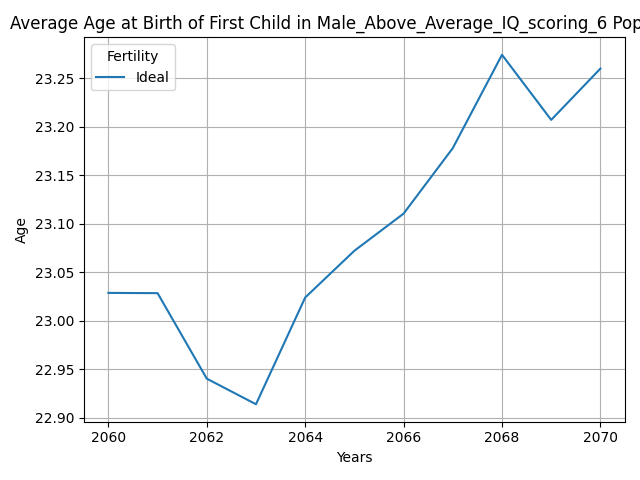 Average Age at Birth of First Child in Male_Above_Average_IQ_scoring_6 Pop
Fertility
Ideal
23.25
23.20
23.15
23.10
23.05
23.00
22.95
22.90
Age
2060 2062 2064 2066 2068 2070
Years